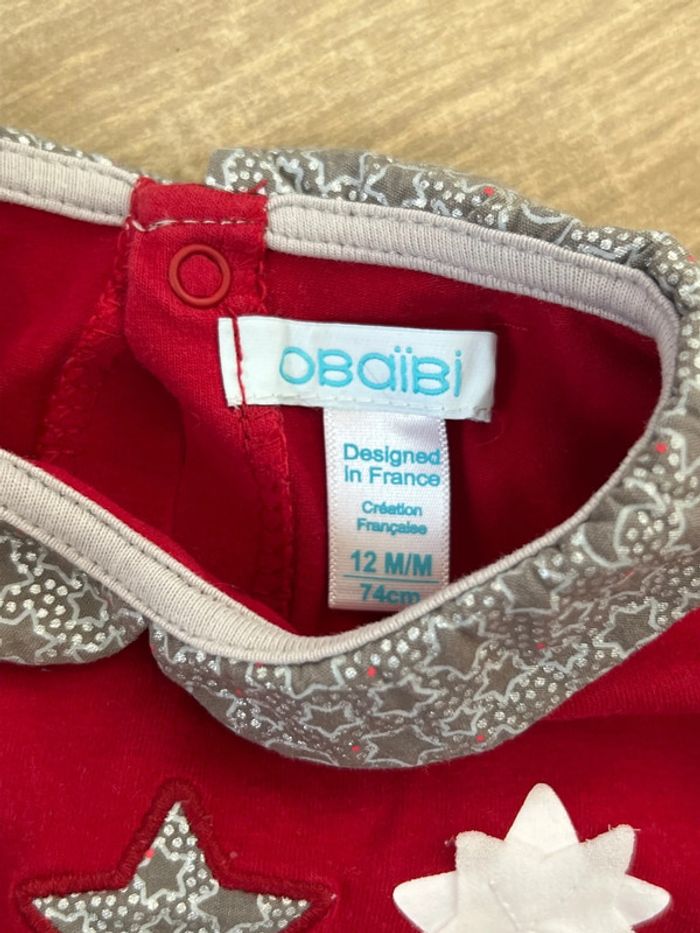 OBaïBi
Designed
in France
Création
Française
12 M/M
74cm